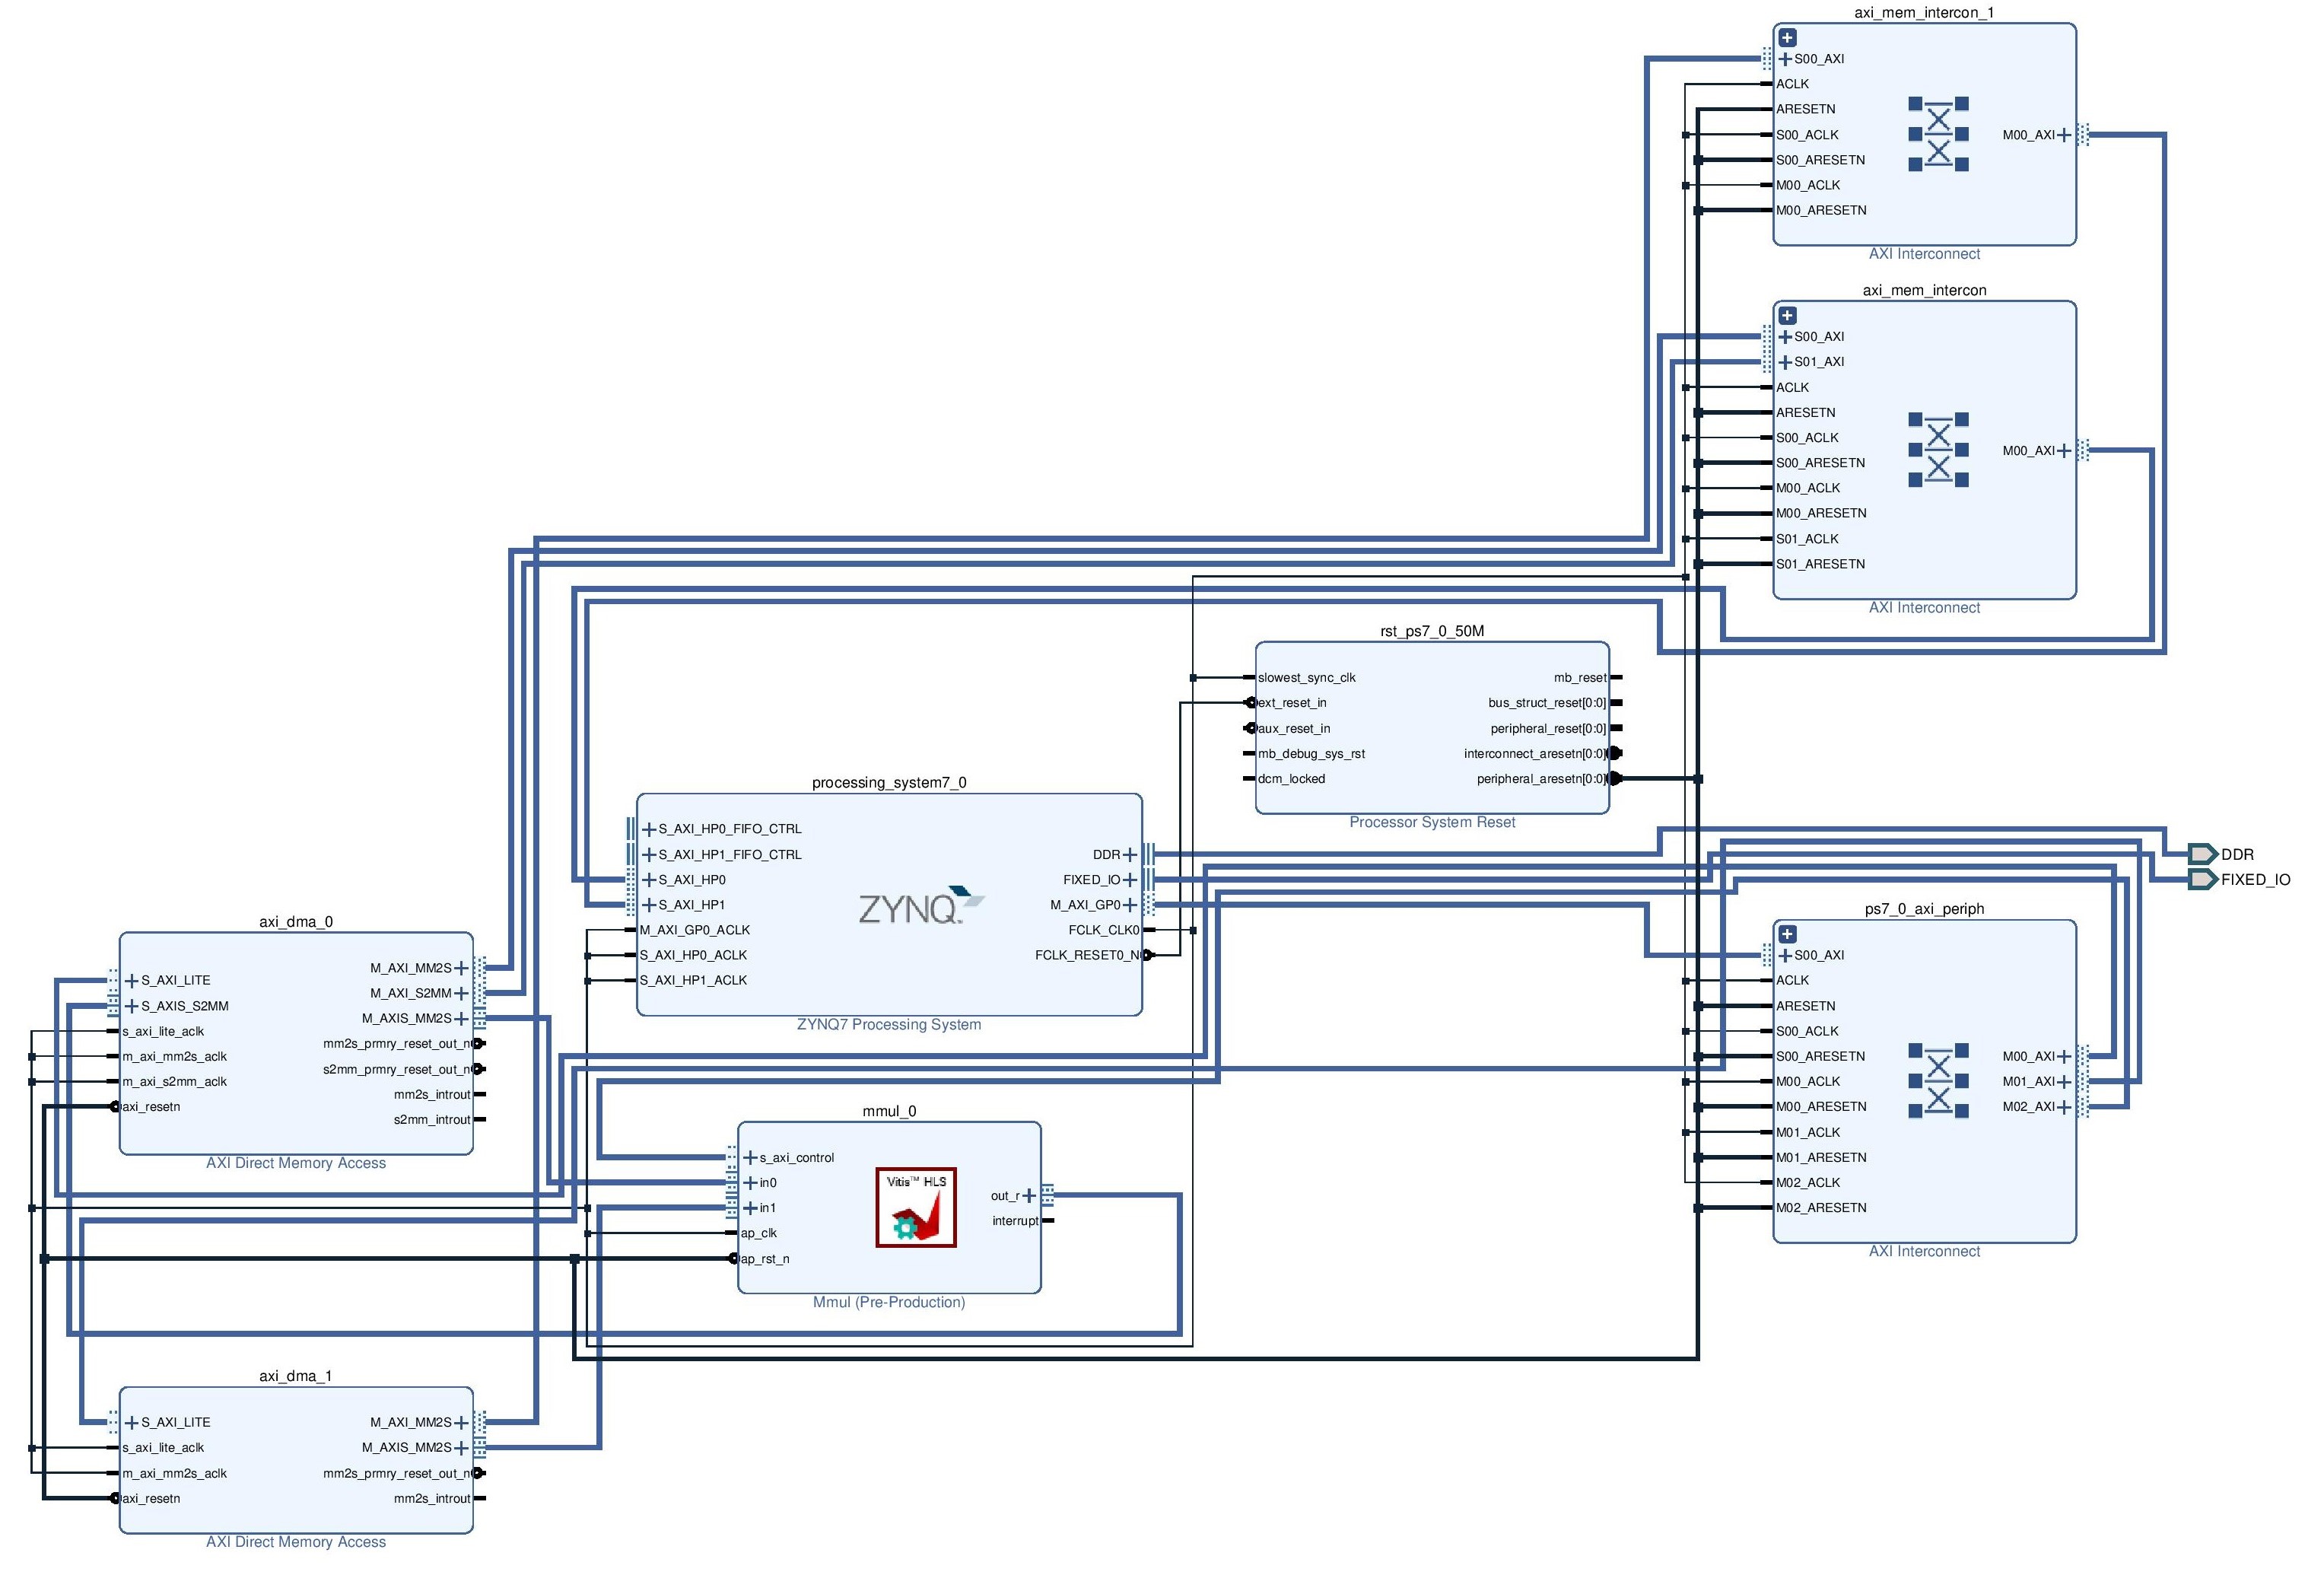 axi_mem_intercon_1
S00_AXI
ACLK
ARESETN
S00_ACLK
M00_AXI
S00_ARESETN
M00_ACLK
M00_ARESETN
AXI Interconnect
axi_mem_intercon
S00_AXI
S01_AXI
ACLK
ARESETN
S00_ACLK
M00_AXI
S00_ARESETN
M00_ACLK
M00_ARESETN
S01_ACLK
S01_ARESETN
AXI Interconnect
rst_ps7_0_50M
slowest_sync_clk
mb_reset
ext_reset_in
bus_struct_reset[0:0]
aux_reset_in
peripheral_reset[0:0]
mb_debug_sys_rst
interconnect_aresetn[0:0]
dcm_locked
peripheral_aresetn[0:0]
Processor System Reset
processing_system7_0
S_AXI_HP0_FIFO_CTRL
S_AXI_HP1_FIFO_CTRL
DDR
S_AXI_HP0
FIXED_IO
S_AXI_HP1
M_AXI_GP0
M_AXI_GP0_ACLK
FCLK_CLK0
S_AXI_HP0_ACLK
FCLK_RESET0_N
S_AXI_HP1_ACLK
ZYNQ
ZYNQ7 Processing System
DDR
FIXED_IO
axi_dma_0
M_AXI_MM2S
S_AXI_LITE
M_AXI_S2MM
S_AXIS_S2MM
M_AXIS_MM2S
s_axi_lite_aclk
mm2s_prmry_reset_out_n
m_axi_mm2s_aclk
s2mm_prmry_reset_out_n
m_axi_s2mm_aclk
mm2s_introut
axi_resetn
s2mm_introut
AXI Direct Memory Access
ps7_0_axi_periph
S00_AXI
ACLK
ARESETN
S00_ACLK
S00_ARESETN
M00_AXI
M00_ACLK
M01_AXI
M00_ARESETN
M02_AXI
M01_ACLK
M01_ARESETN
M02_ACLK
M02_ARESETN
AXI Interconnect
mmul_0
s_axi_control
in0
in1
ap_clk
ap_rst_n
Vitis™ HLS
out_r
interrupt
Mmul (Pre-Production)
axi_dma_1
S_AXI_LITE
M_AXI_MM2S
s_axi_lite_aclk
M_AXIS_MM2S
m_axi_mm2s_aclk
mm2s_prmry_reset_out_n
axi_resetn
mm2s_introut
AXI Direct Memory Access